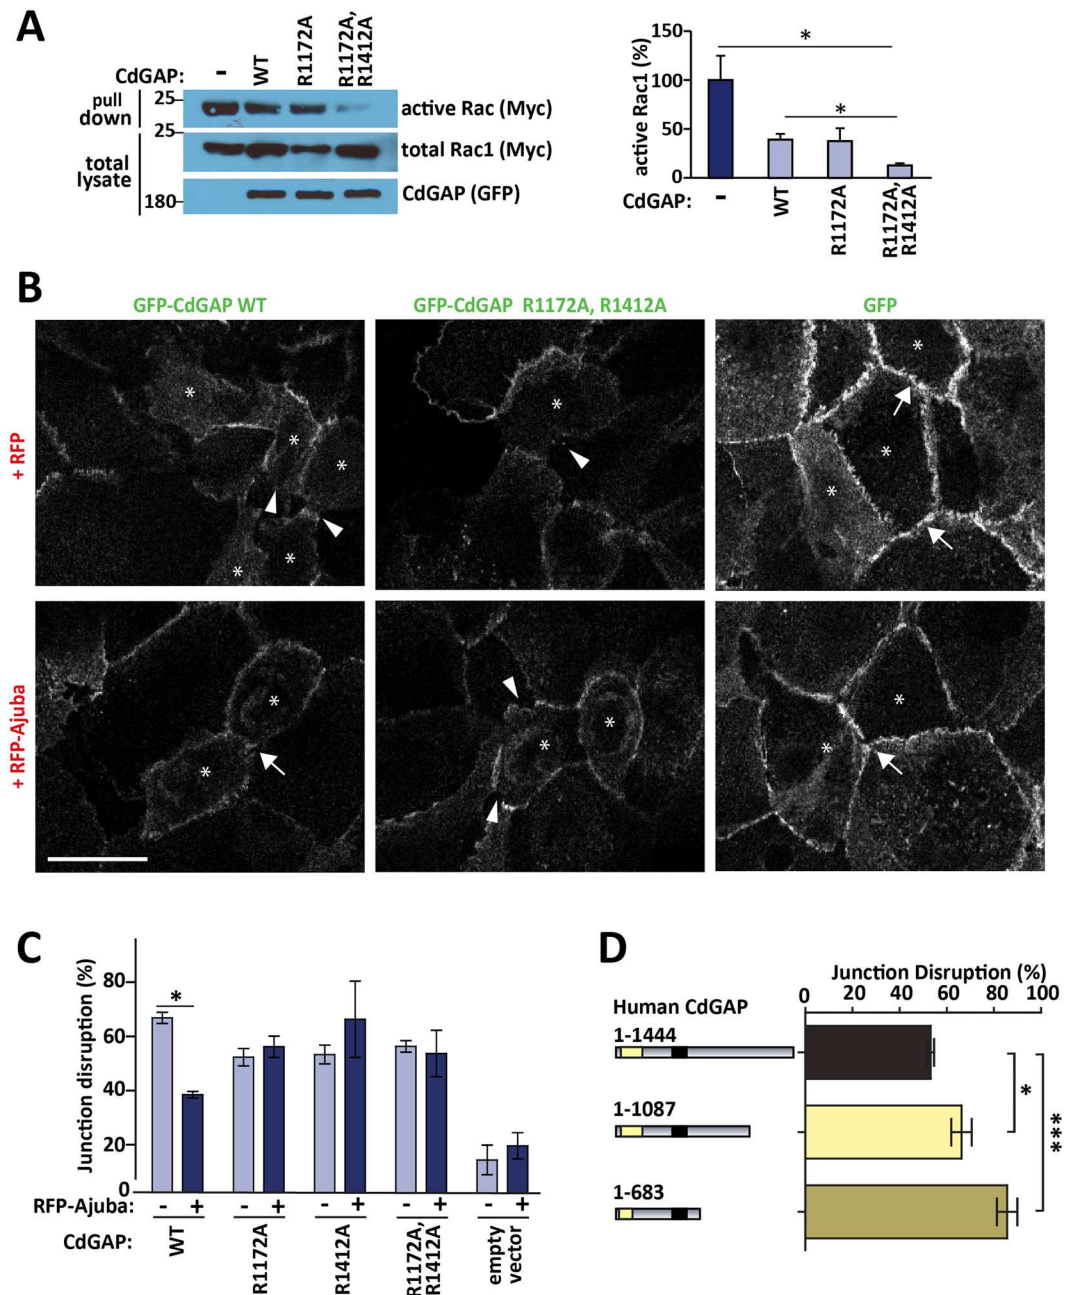 A
CdGAP:
-
WT
R1172A
R1172A,
R1412A
pull
down
25
active Rac (Myc)
25
total
lysate
total Rac1 (Myc)
180
CdGAP (GFP)
active Rac1 (%)
150
100
50
0
*
*
CdGAP:
-
WT
R1172A
R1172A,
R1412A
B
GFP-CdGAP WT
GFP-CdGAP R1172A, R1412A
GFP
+ RFP
* * * * *
*
* * *
+ RFP-Ajuba
* *
* *
* *
C
Junction disruption (%)
80
60
40
20
0
*
RFP-Ajuba: - + - + - + - + - +
CdGAP:
WT
R1172A
R1412A
R1172A,
R1412A
empty
vector
D
Junction Disruption (%)
0 20 40 60 80 100
Human CdGAP
1-1444
1-1087
1-683
*
***